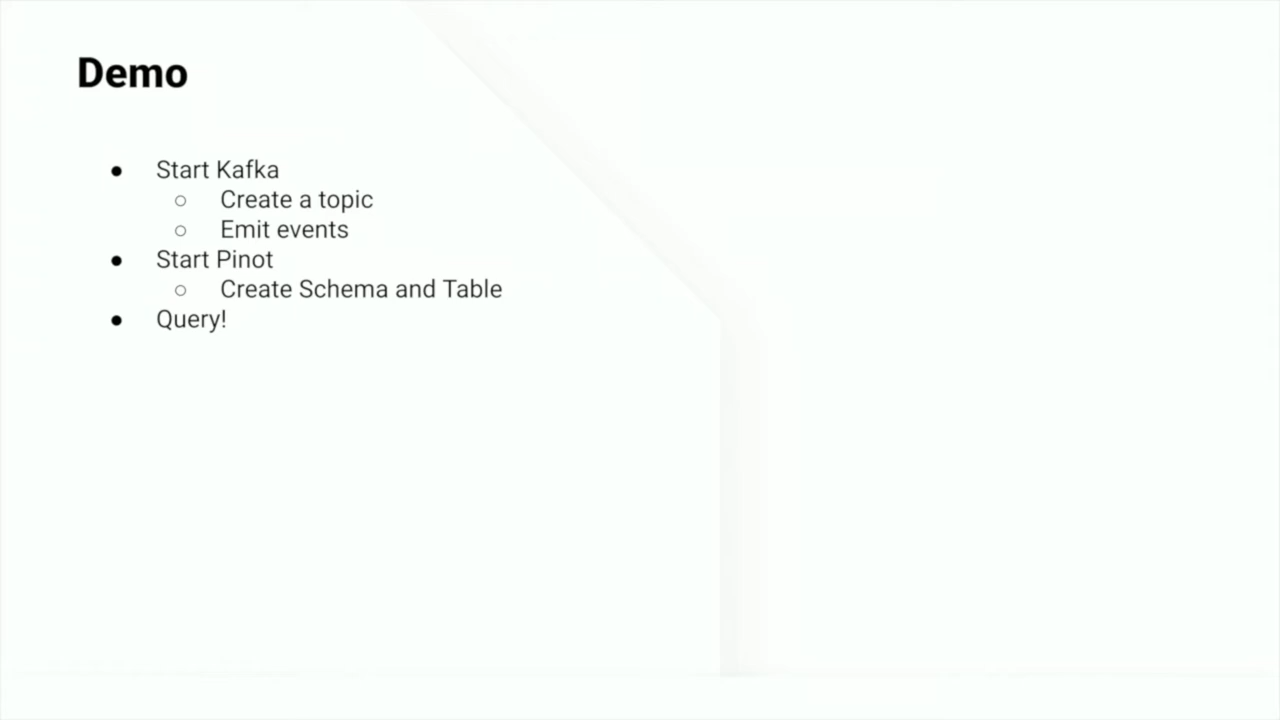 Demo
● Start Kafka
○ Create a topic
○ Emit events
● Start Pinot
○ Create Schema and Table
● Query!